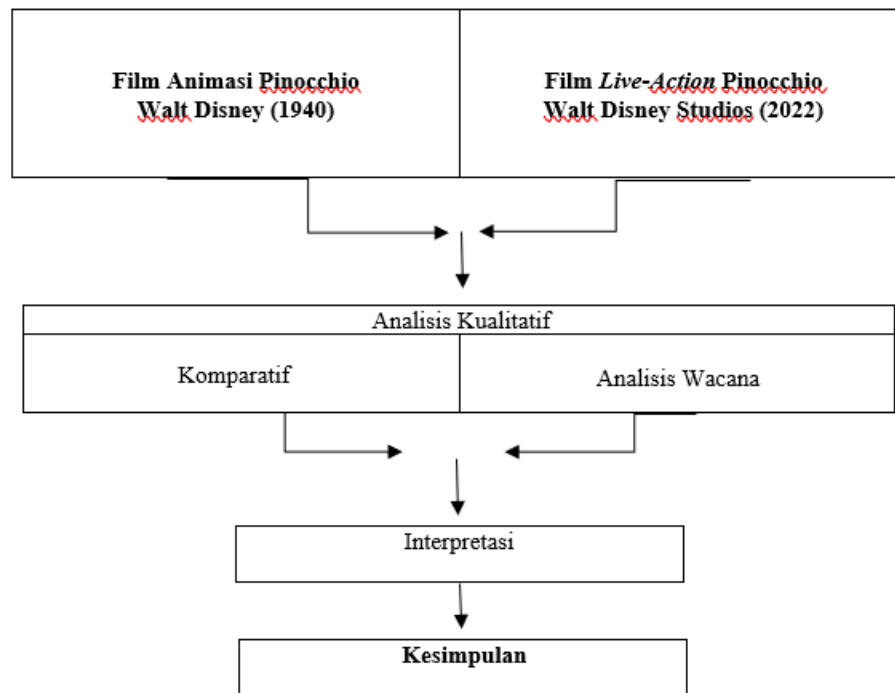 Film Animasi Pinocchio
Walt Disney (1940)
Film Live-Action Pinocchio
Walt Disney Studios (2022)
Analisis Kualitatif
Komparatif
Analisis Wacana
Interpretasi
Kesimpulan